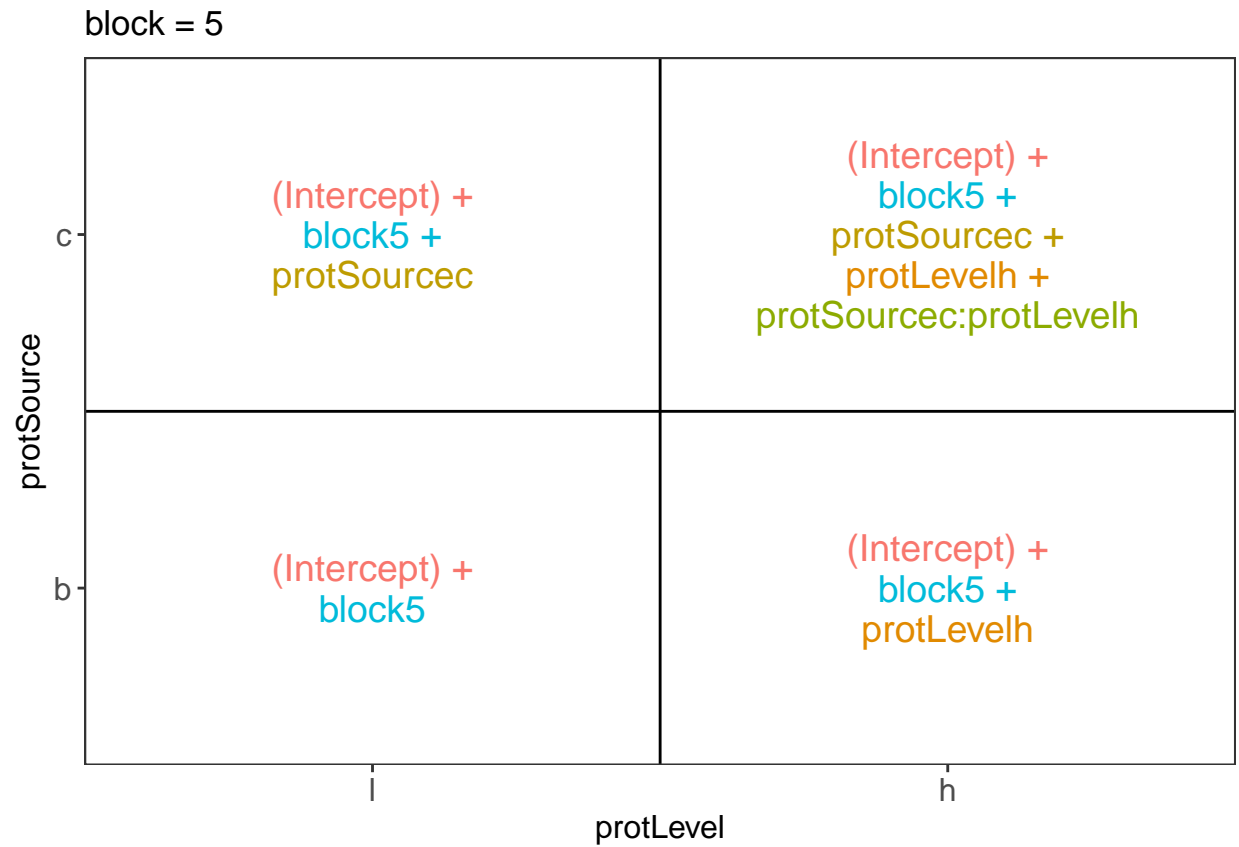 block = 5
(Intercept) +
block5 +
protSourcec
(Intercept) +
block5 +
protSourcec +
protLevelh +
protSourcec:protLevelh
c
protSource
(Intercept) +
block5
(Intercept) +
block5 +
protLevelh
b
l
h
protLevel